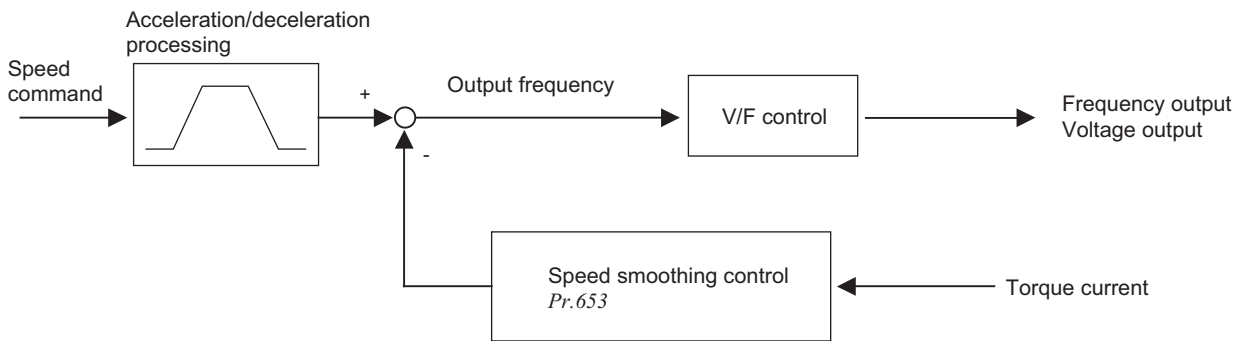 Acceleration/deceleration
processing
Speed
command
+
Output frequency
V/F control
Frequency output
Voltage output
-
Speed smoothing control
Pr.653
Torque current